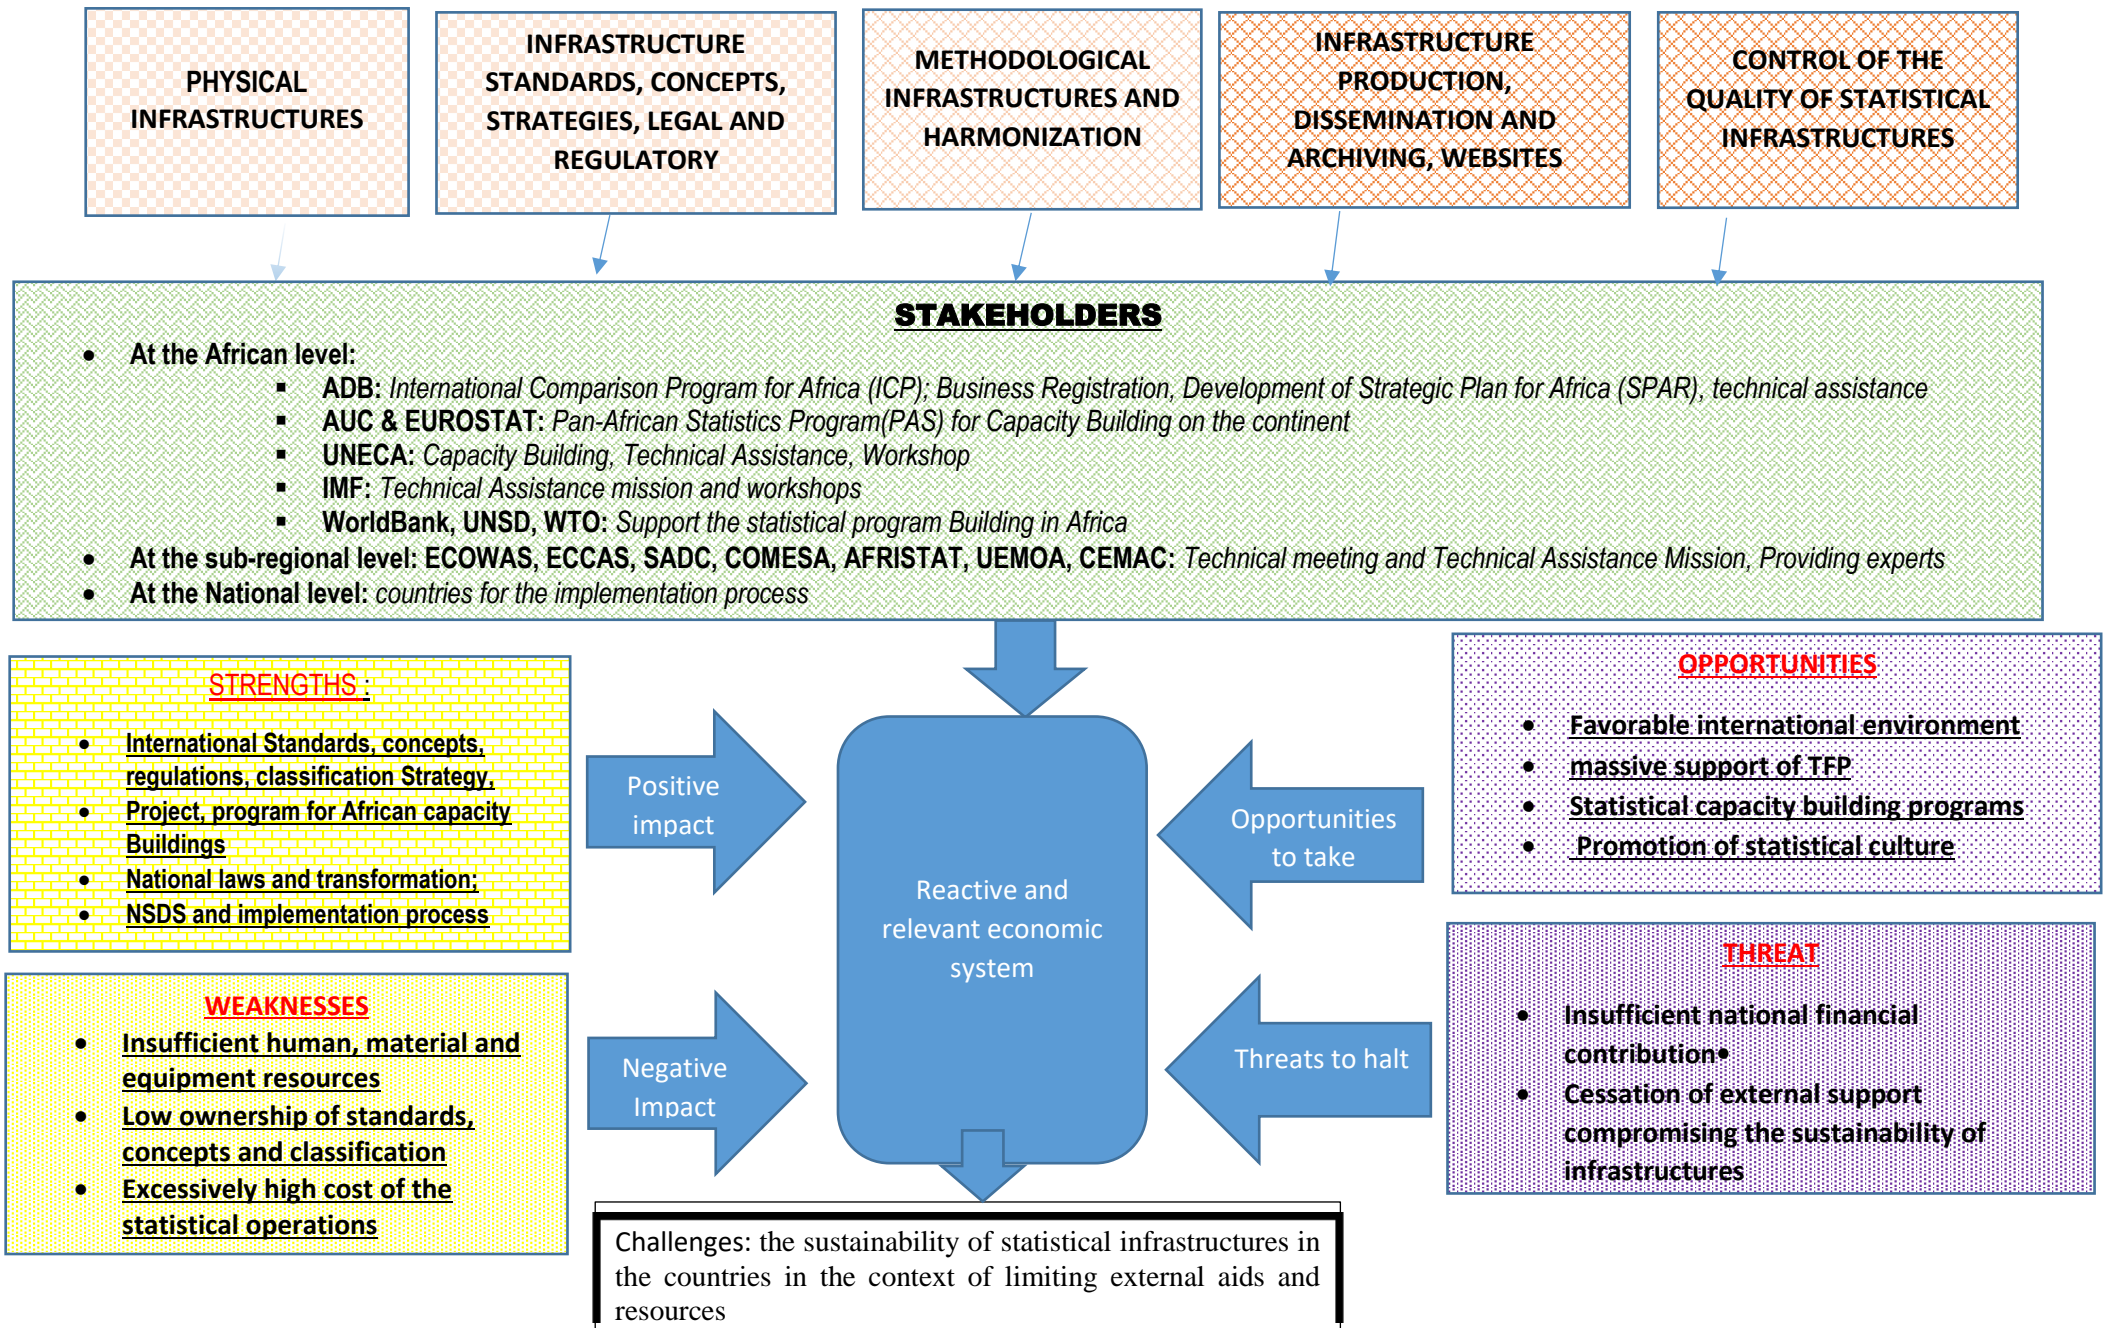 PHYSICAL
INFRASTRUCTURES
INFRASTRUCTURE
STANDARDS, CONCEPTS,
STRATEGIES, LEGAL AND
REGULATORY
METHODOLOGICAL
INFRASTRUCTURES AND
HARMONIZATION
INFRASTRUCTURE
PRODUCTION,
DISSEMINATION AND
ARCHIVING, WEBSITES
CONTROL OF THE
QUALITY OF STATISTICAL
INFRASTRUCTURES
STAKEHOLDERS
• At the African level:
▪ ADB: International Comparison Program for Africa (ICP); Business Registration, Development of Strategic Plan for Africa (SPAR), technical assistance
▪ AUC & EUROSTAT: Pan-African Statistics Program(PAS) for Capacity Building on the continent
▪ UNECA: Capacity Building, Technical Assistance, Workshop
▪ IMF: Technical Assistance mission and workshops
▪ WorldBank, UNSD, WTO: Support the statistical program Building in Africa
• At the sub-regional level: ECOWAS, ECCAS, SADC, COMESA, AFRISTAT, UEMOA, CEMAC: Technical meeting and Technical Assistance Mission, Providing experts
• At the National level: countries for the implementation process
STRENGTHS :
• International Standards, concepts,
regulations, classification Strategy,
• Project, program for African capacity
Buildings
• National laws and transformation;
• NSDS and implementation process
WEAKNESSES
• Insufficient human, material and
equipment resources
• Low ownership of standards,
concepts and classification
• Excessively high cost of the
statistical operations
Positive
impact
Negative
Impact
Reactive and
relevant economic
system
Opportunities
to take
Threats to halt
OPPORTUNITIES
• Favorable international environment
• massive support of TFP
• Statistical capacity building programs
• Promotion of statistical culture
THREAT
• Insufficient national financial
contribution•
• Cessation of external support
compromising the sustainability of
infrastructures
Challenges: the sustainability of statistical infrastructures in
the countries in the context of limiting external aids and
resources